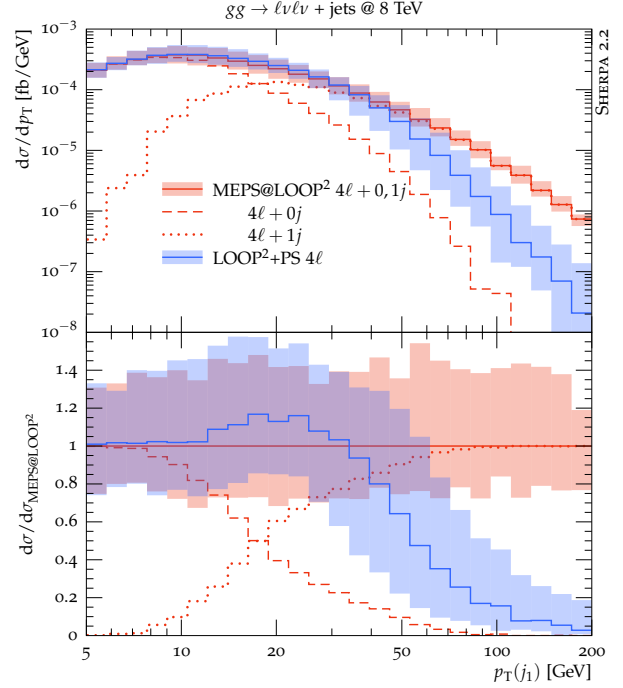 gg → ℓνℓν + jets @ 8 TeV
SHERPA 2.2
dσ/dp_T [fb/GeV]
10⁻³
10⁻⁴
10⁻⁵
10⁻⁶
10⁻⁷
10⁻⁸
MEPS@LOOP² 4ℓ + 0, 1j
4ℓ + 0j
4ℓ + 1j
LOOP²+PS 4ℓ
dσ/dσ_MEPS@LOOP²
1.4
1.2
1
0.8
0.6
0.4
0.2
0
5 10 20 50 100 200
p_T(j₁) [GeV]